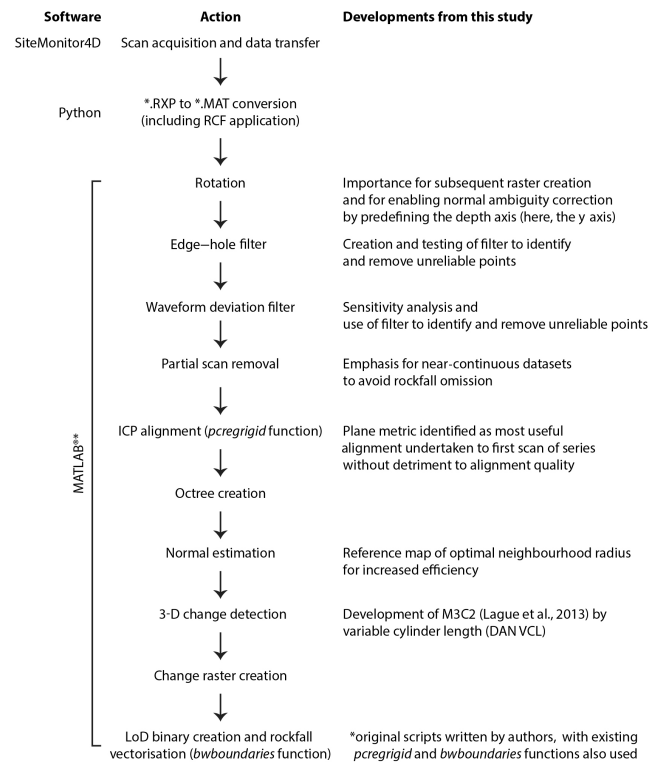 Software Action Developments from this study
SiteMonitor4D Scan acquisition and data transfer
Python
*.RXP to *.MAT conversion
(including RCF application)
MATLAB®*
Rotation
Importance for subsequent raster creation
and for enabling normal ambiguity correction
by predefining the depth axis (here, the y axis)
Edge–hole filter
Creation and testing of filter to identify
and remove unreliable points
Waveform deviation filter
Sensitivity analysis and
use of filter to identify and remove unreliable points
Partial scan removal
Emphasis for near-continuous datasets
to avoid rockfall omission
ICP alignment (pcregrigid function)
Plane metric identified as most useful
alignment undertaken to first scan of series
without detriment to alignment quality
Octree creation
Normal estimation
Reference map of optimal neighbourhood radius
for increased efficiency
3-D change detection
Development of M3C2 (Lague et al., 2013) by
variable cylinder length (DAN VCL)
Change raster creation
LoD binary creation and rockfall
vectorisation (bwboundaries function)
*original scripts written by authors, with existing
pcregrigid and bwboundaries functions also used